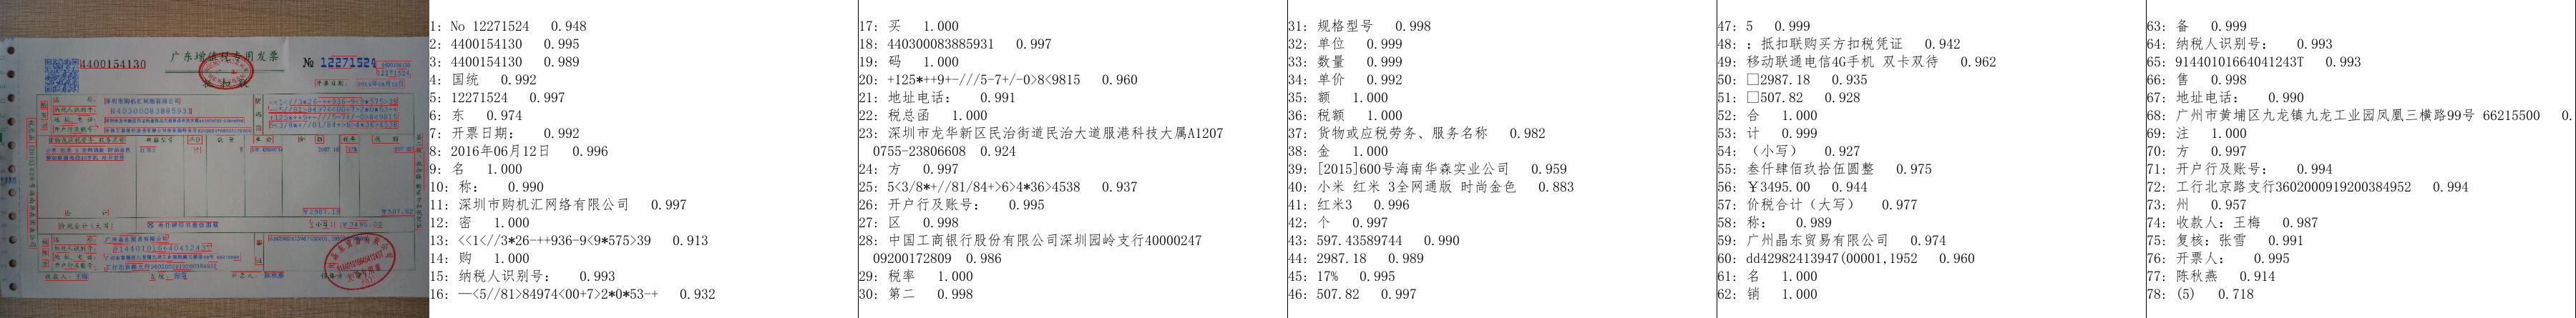 广东增值税专用发票
4400154130
№ 12271524
1: No 12271524 0.948
2: 4400154130 0.995
3: 4400154130 0.989
4: 国统 0.992
5: 12271524 0.997
6: 东 0.974
7: 开票日期: 0.992
8: 2016年06月12日 0.996
9: 名 1.000
10: 称: 0.990
11: 深圳市购机汇网络有限公司 0.997
12: 密 1.000
13: <<1<//3*26-++936-9<9*575>39 0.913
14: 购 1.000
15: 纳税人识别号: 0.993
16: —<5//81>84974<00+7>2*0*53-+ 0.932
17: 买 1.000
18: 440300083885931 0.997
19: 码 1.000
20: +125*++9+-///5-7+/-0>8<9815 0.960
21: 地址电话: 0.991
22: 税总函 1.000
23: 深圳市龙华新区民治街道民治大道服港科技大属A1207
0755-23806608 0.924
24: 方 0.997
25: 5<3/8*+//81/84+>6>4*36>4538 0.937
26: 开户行及账号: 0.995
27: 区 0.998
28: 中国工商银行股份有限公司深圳园岭支行40000247
09200172809 0.986
29: 税率 1.000
30: 第二 0.998
31: 规格型号 0.998
32: 单位 0.999
33: 数量 0.999
34: 单价 0.992
35: 额 1.000
36: 税额 1.000
37: 货物或应税劳务、服务名称 0.982
38: 金 1.000
39: [2015]600号海南华森实业公司 0.959
40: 小米 红米 3全网通版 时尚金色 0.883
41: 红米3 0.996
42: 个 0.997
43: 597.43589744 0.990
44: 2987.18 0.989
45: 17% 0.995
46: 507.82 0.997
47: 5 0.999
48: : 抵扣联购买方扣税凭证 0.942
49: 移动联通电信4G手机 双卡双待 0.962
50: □2987.18 0.935
51: □507.82 0.928
52: 合 1.000
53: 计 0.999
54: (小写) 0.927
55: 叁仟肆佰玖拾伍圆整 0.975
56: ￥3495.00 0.944
57: 价税合计(大写) 0.977
58: 称: 0.989
59: 广州晶东贸易有限公司 0.974
60: dd42982413947(00001,1952 0.960
61: 名 1.000
62: 销 1.000
63: 备 0.999
64: 纳税人识别号: 0.993
65: 91440101664041243T 0.993
66: 售 0.998
67: 地址电话: 0.990
68: 广州市黄埔区九龙镇九龙工业园凤凰三横路99号 66215500 0.
69: 注 1.000
70: 方 0.997
71: 开户行及账号: 0.994
72: 工行北京路支行3602000919200384952 0.994
73: 州 0.957
74: 收款人: 王梅 0.987
75: 复核: 张雪 0.991
76: 开票人: 0.995
77: 陈秋燕 0.914
78: (5) 0.718